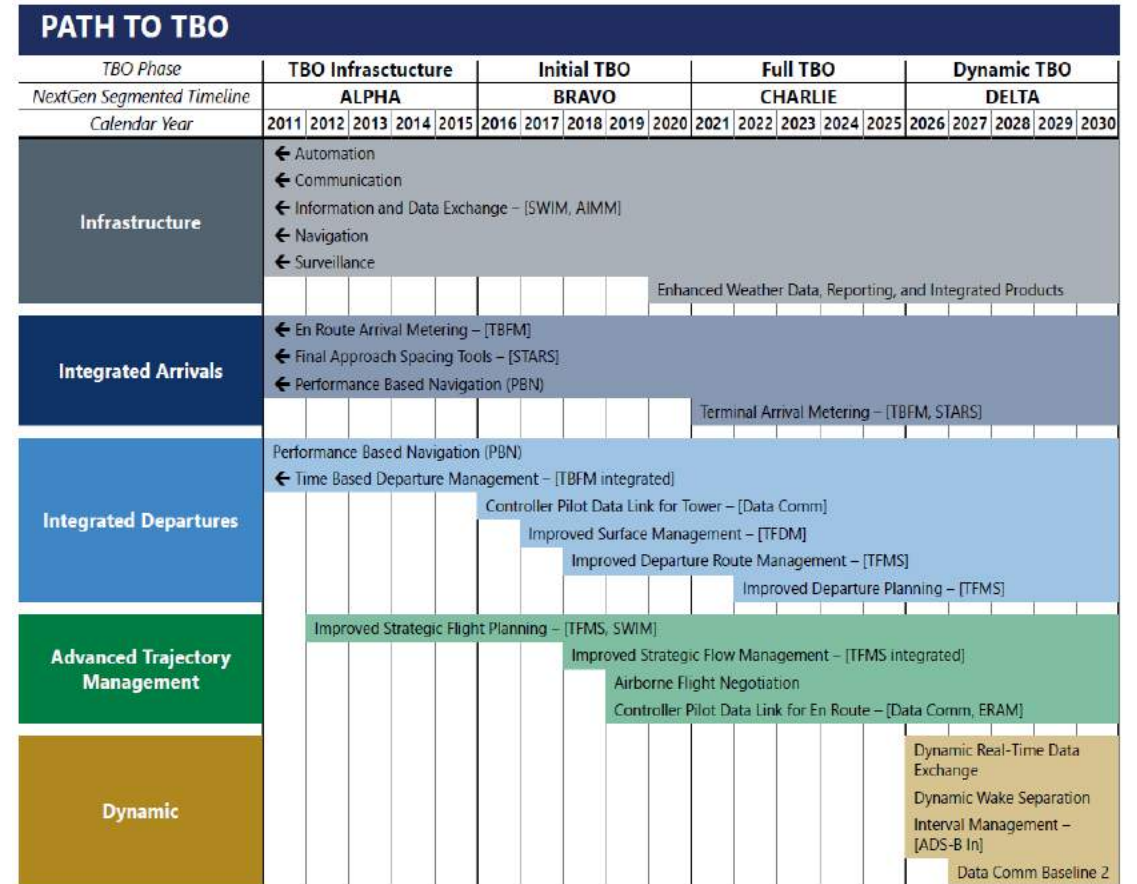 PATH TO TBO
TBO Phase TBO Infrasctucture Initial TBO Full TBO Dynamic TBO
NextGen Segmented Timeline ALPHA BRAVO CHARLIE DELTA
Calendar Year 2011 2012 2013 2014 2015 2016 2017 2018 2019 2020 2021 2022 2023 2024 2025 2026 2027 2028 2029 2030
Infrastructure
← Automation
← Communication
← Information and Data Exchange – [SWIM, AIMM]
← Navigation
← Surveillance
Enhanced Weather Data, Reporting, and Integrated Products
Integrated Arrivals
← En Route Arrival Metering – [TBFM]
← Final Approach Spacing Tools – [STARS]
← Performance Based Navigation (PBN)
Terminal Arrival Metering – [TBFM, STARS]
Integrated Departures
Performance Based Navigation (PBN)
← Time Based Departure Management – [TBFM integrated]
Controller Pilot Data Link for Tower – [Data Comm]
Improved Surface Management – [TFDM]
Improved Departure Route Management – [TFMS]
Improved Departure Planning – [TFMS]
Advanced Trajectory
Management
Improved Strategic Flight Planning – [TFMS, SWIM]
Improved Strategic Flow Management – [TFMS integrated]
Airborne Flight Negotiation
Controller Pilot Data Link for En Route – [Data Comm, ERAM]
Dynamic
Dynamic Real-Time Data
Exchange
Dynamic Wake Separation
Interval Management –
[ADS-B In]
Data Comm Baseline 2